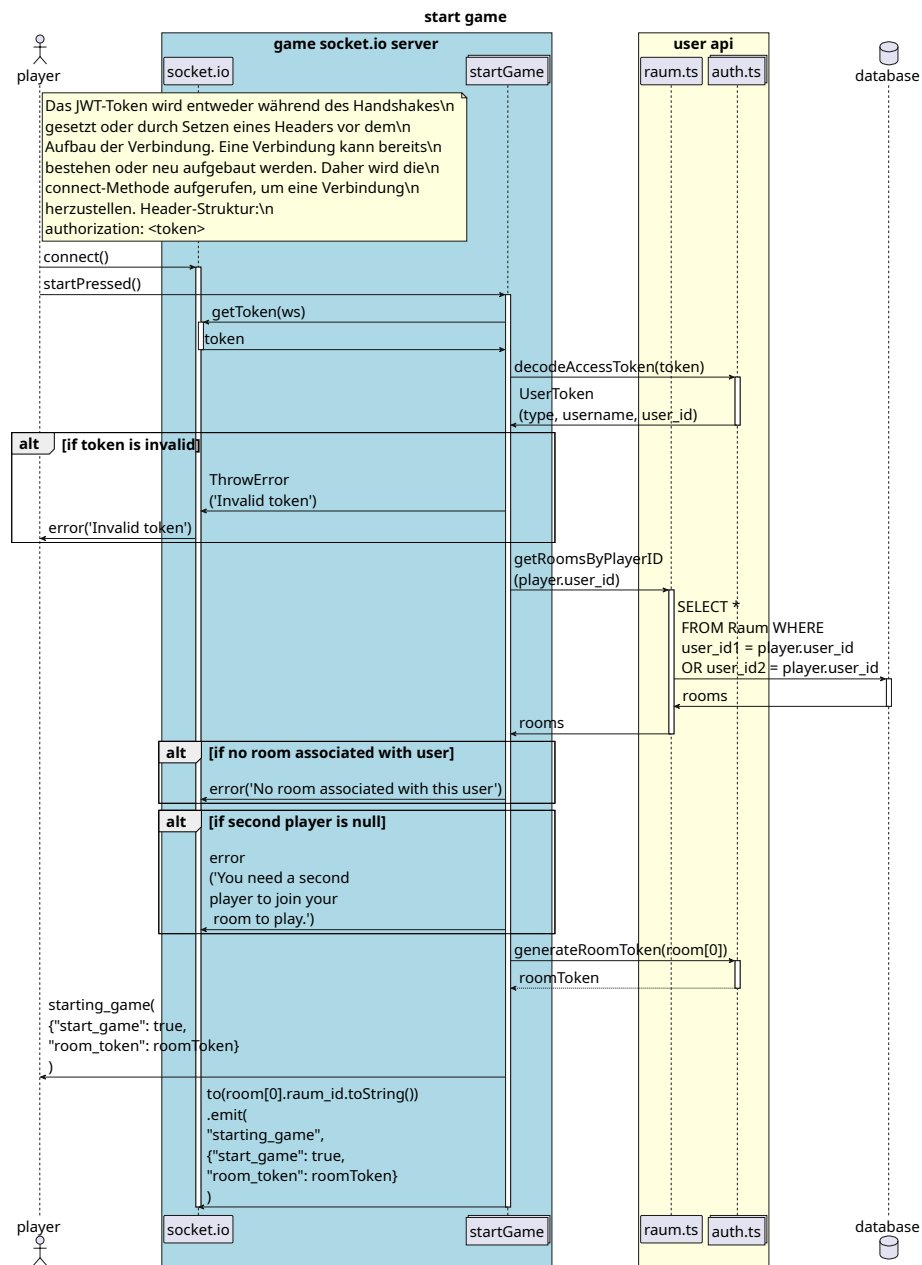 start game
game socket.io server
user api
player
socket.io
startGame
raum.ts
auth.ts
database
Das JWT-Token wird entweder während des Handshakes\n
gesetzt oder durch Setzen eines Headers vor dem\n
Aufbau der Verbindung. Eine Verbindung kann bereits\n
bestehen oder neu aufgebaut werden. Daher wird die\n
connect-Methode aufgerufen, um eine Verbindung\n
herzustellen. Header-Struktur:\n
authorization: <token>
connect()
startPressed()
getToken(ws)
token
decodeAccessToken(token)
UserToken
(type, username, user_id)
alt [if token is invalid]
ThrowError
('Invalid token')
error('Invalid token')
getRoomsByPlayerID
(player.user_id)
SELECT *
FROM Raum WHERE
user_id1 = player.user_id
OR user_id2 = player.user_id
rooms
rooms
alt [if no room associated with user]
error('No room associated with this user')
alt [if second player is null]
error
('You need a second
player to join your
room to play.')
generateRoomToken(room[0])
roomToken
starting_game(
{"start_game": true,
"room_token": roomToken}
)
to(room[0].raum_id.toString())
.emit(
"starting_game",
{"start_game": true,
"room_token": roomToken}
)
player
socket.io
startGame
raum.ts
auth.ts
database